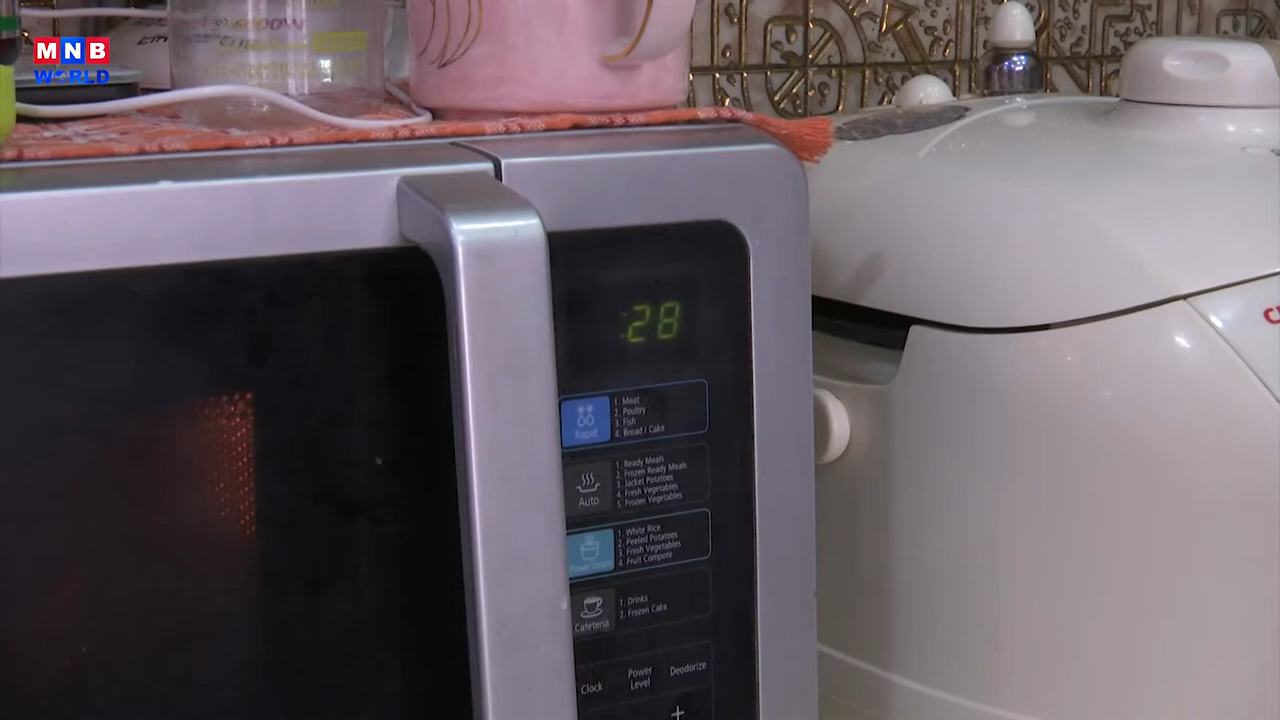 MNB
WORLD
:28
Rapid
1. Meat
2. Poultry
3. Fish
4. Bread / Cake
Auto
1. Ready Meals
2. Frozen Ready Meals
3. Jacket Potatoes
4. Fresh Vegetables
5. Frozen Vegetables
Power Steam
1. White Rice
2. Peeled Potatoes
3. Fresh Vegetables
4. Fruit Compote
Cafeteria
1. Drinks
2. Frozen Cake
Clock
Power
Level
Deodorize
+